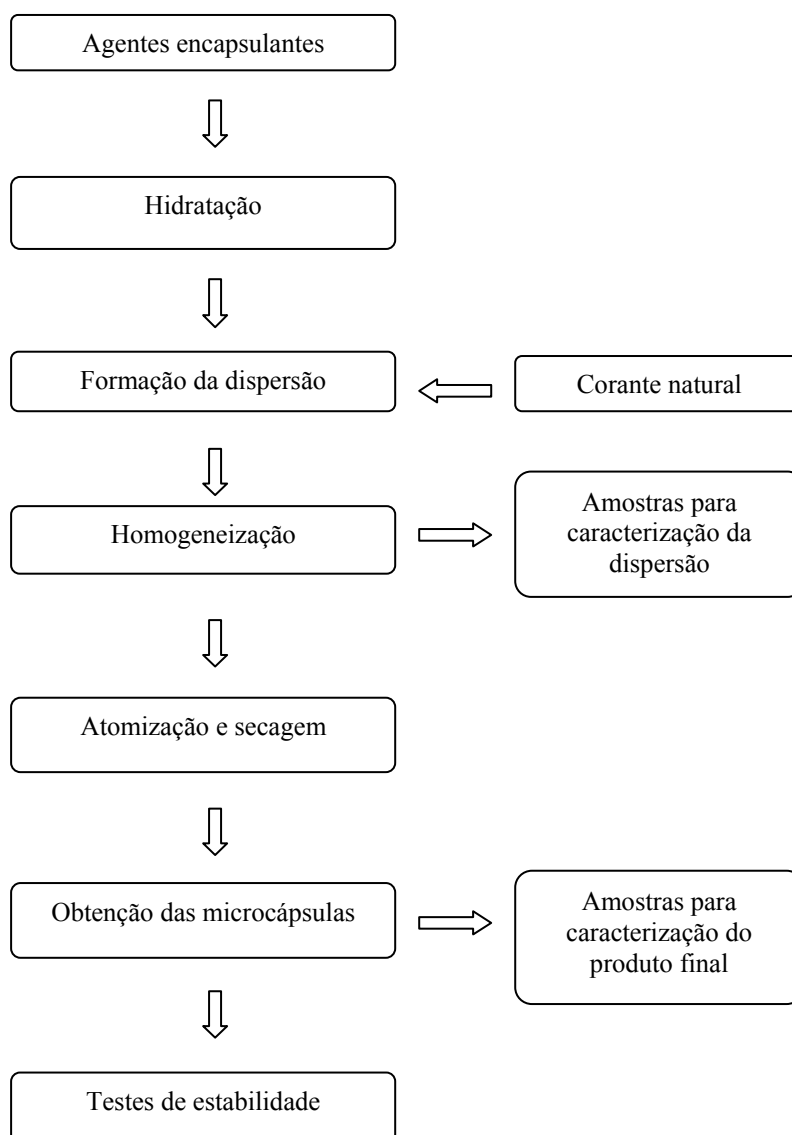 Agentes encapsulantes
Hidratação
Formação da dispersão
Corante natural
Homogeneização
Amostras para
caracterização da
dispersão
Atomização e secagem
Obtenção das microcápsulas
Amostras para
caracterização do
produto final
Testes de estabilidade